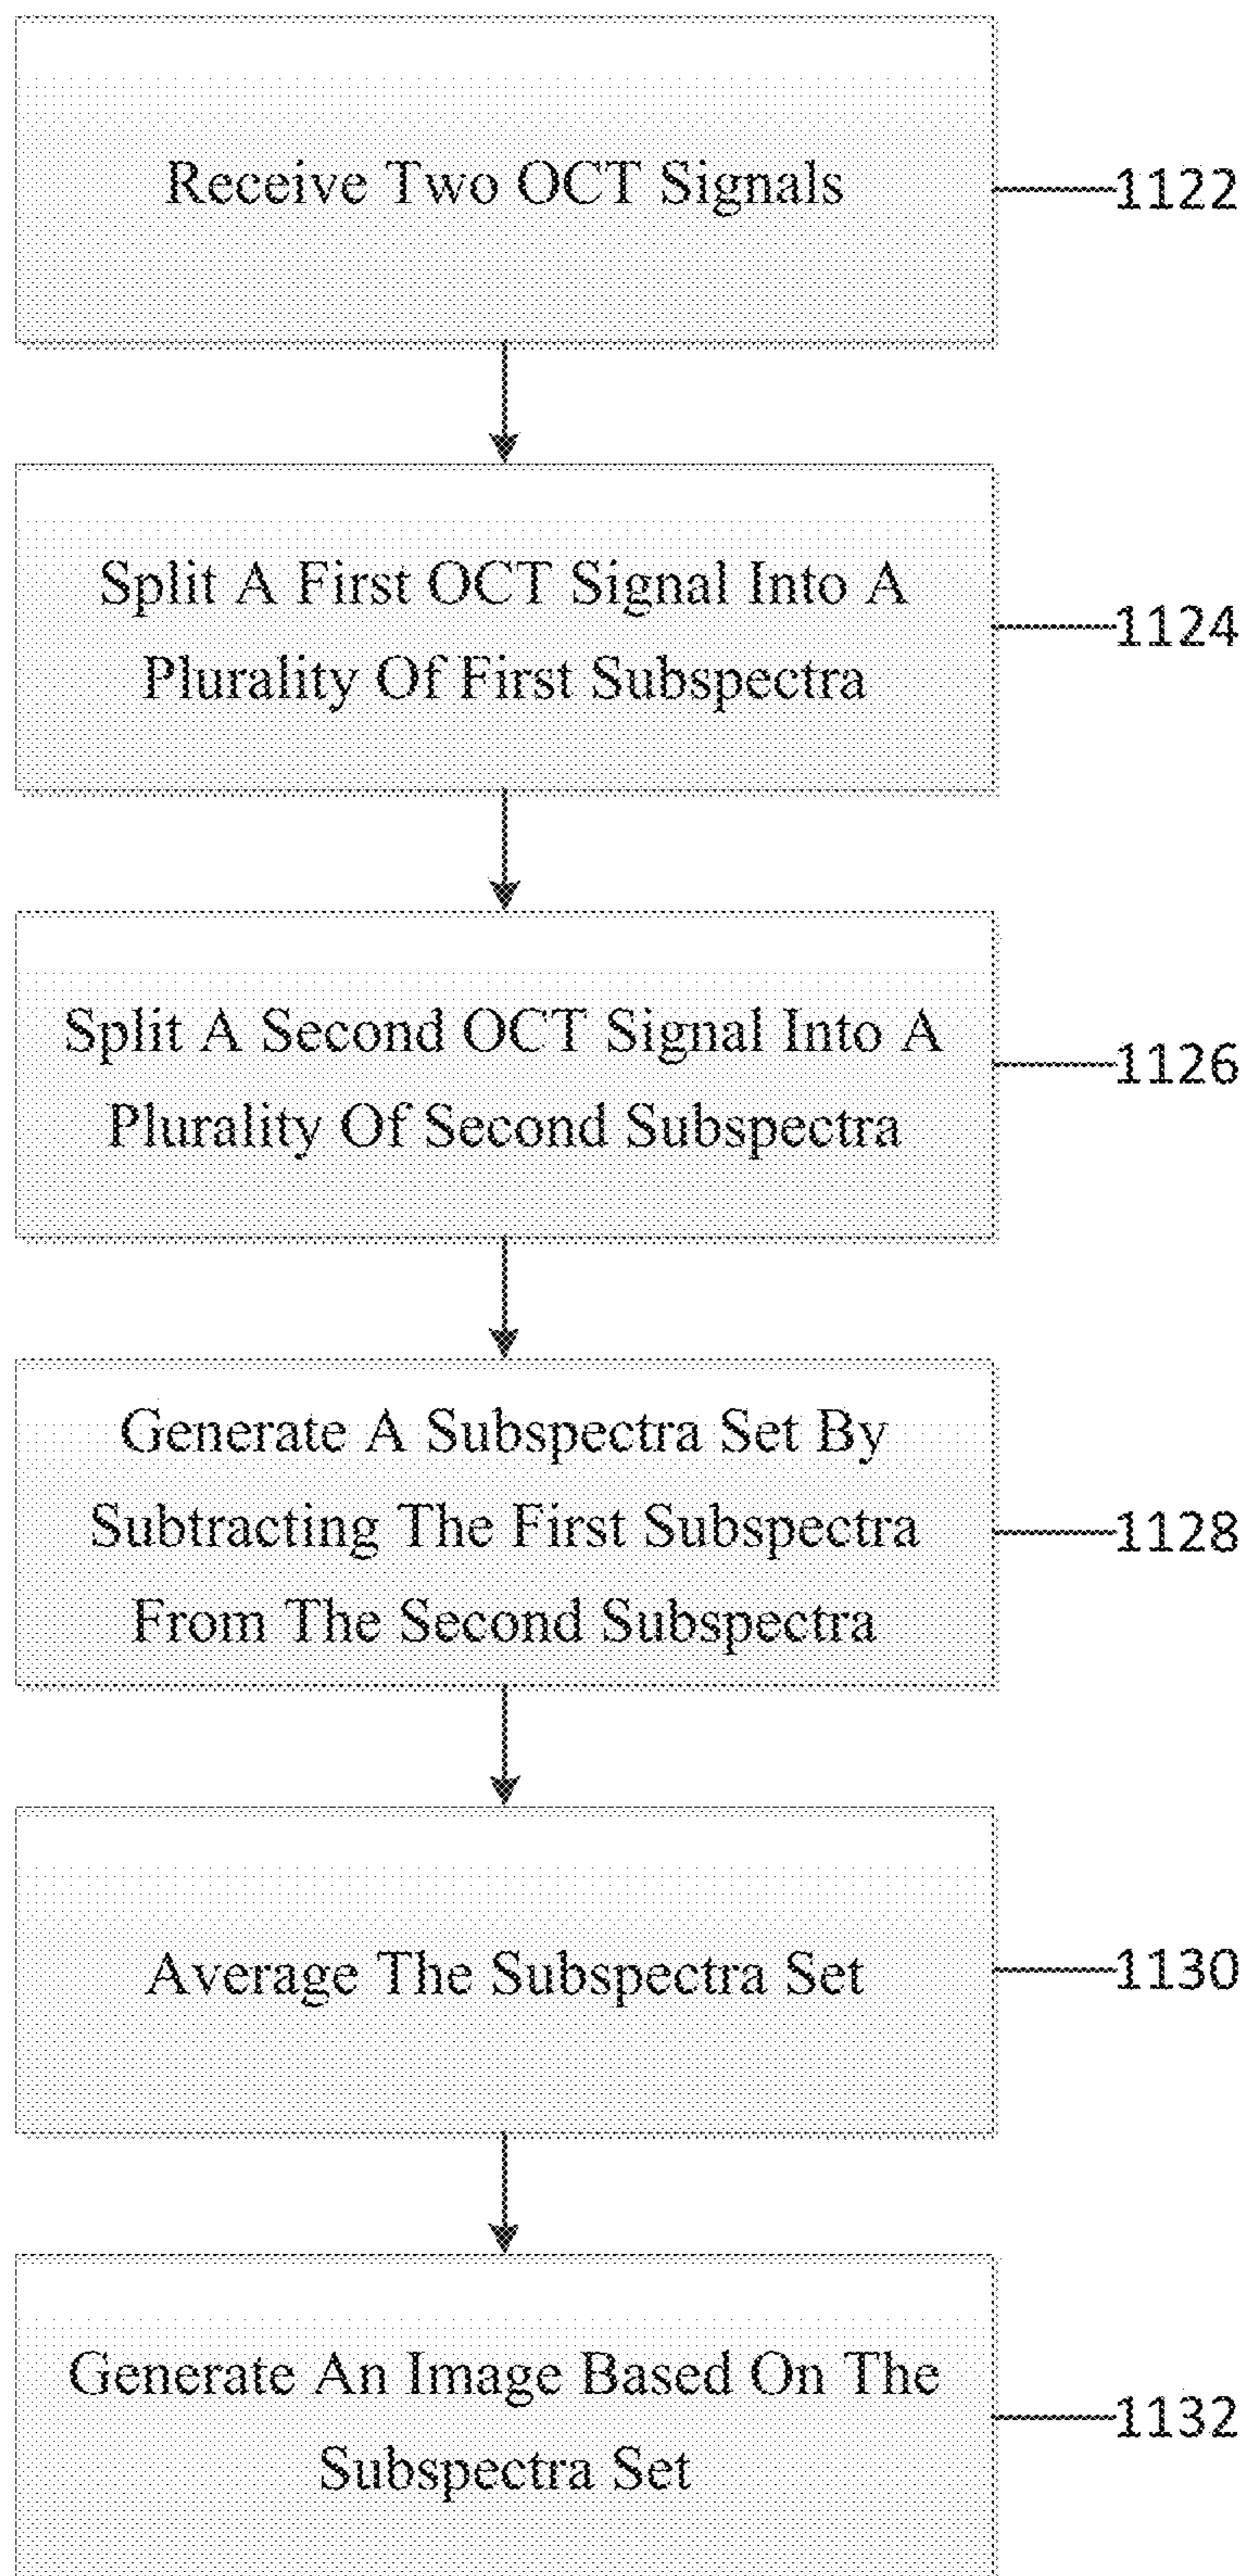 Receive Two OCT Signals
1122
Split A First OCT Signal Into A
Plurality Of First Subspectra
1124
Split A Second OCT Signal Into A
Plurality Of Second Subspectra
1126
Generate A Subspectra Set By
Subtracting The First Subspectra
From The Second Subspectra
1128
Average The Subspectra Set
1130
Generate An Image Based On The
Subspectra Set
1132